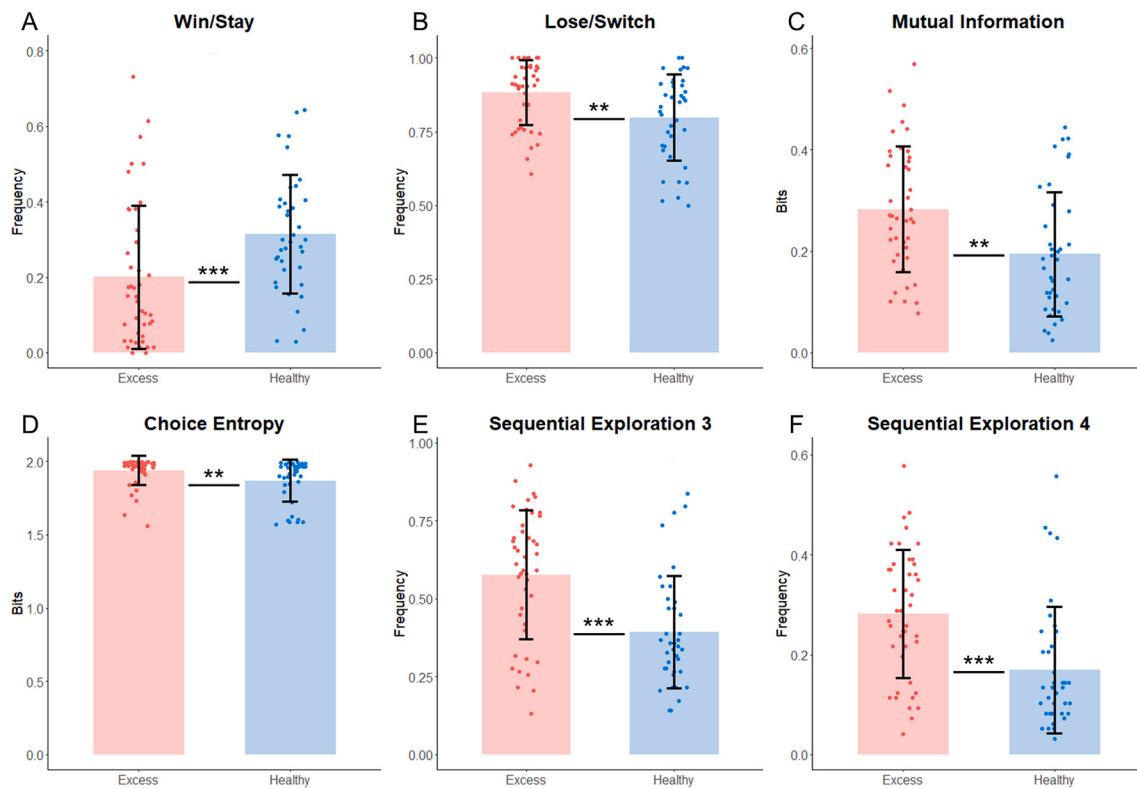 A Win/Stay
0.8
0.6
0.4
0.2
0.0
Frequency
***
Excess Healthy
B Lose/Switch
1.00
0.75
0.50
0.25
0.00
Frequency
**
Excess Healthy
C Mutual Information
0.6
0.4
0.2
0.0
Bits
**
Excess Healthy
D Choice Entropy
2.0
1.5
1.0
0.5
0.0
Bits
**
Excess Healthy
E Sequential Exploration 3
1.00
0.75
0.50
0.25
0.00
Frequency
***
Excess Healthy
F Sequential Exploration 4
0.6
0.4
0.2
0.0
Frequency
***
Excess Healthy